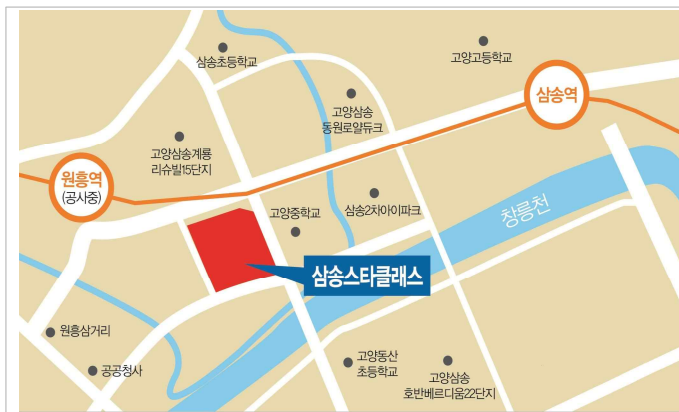 삼송초등학교
고양고등학교
삼송역
고양삼송
동원로얄듀크
고양삼송계룡
리슈빌15단지
원흥역
(공사중)
고양중학교
삼송2차아이파크
창릉천
삼송스타클래스
원흥삼거리
공공청사
고양동산
초등학교
고양삼송
호반베르디움22단지